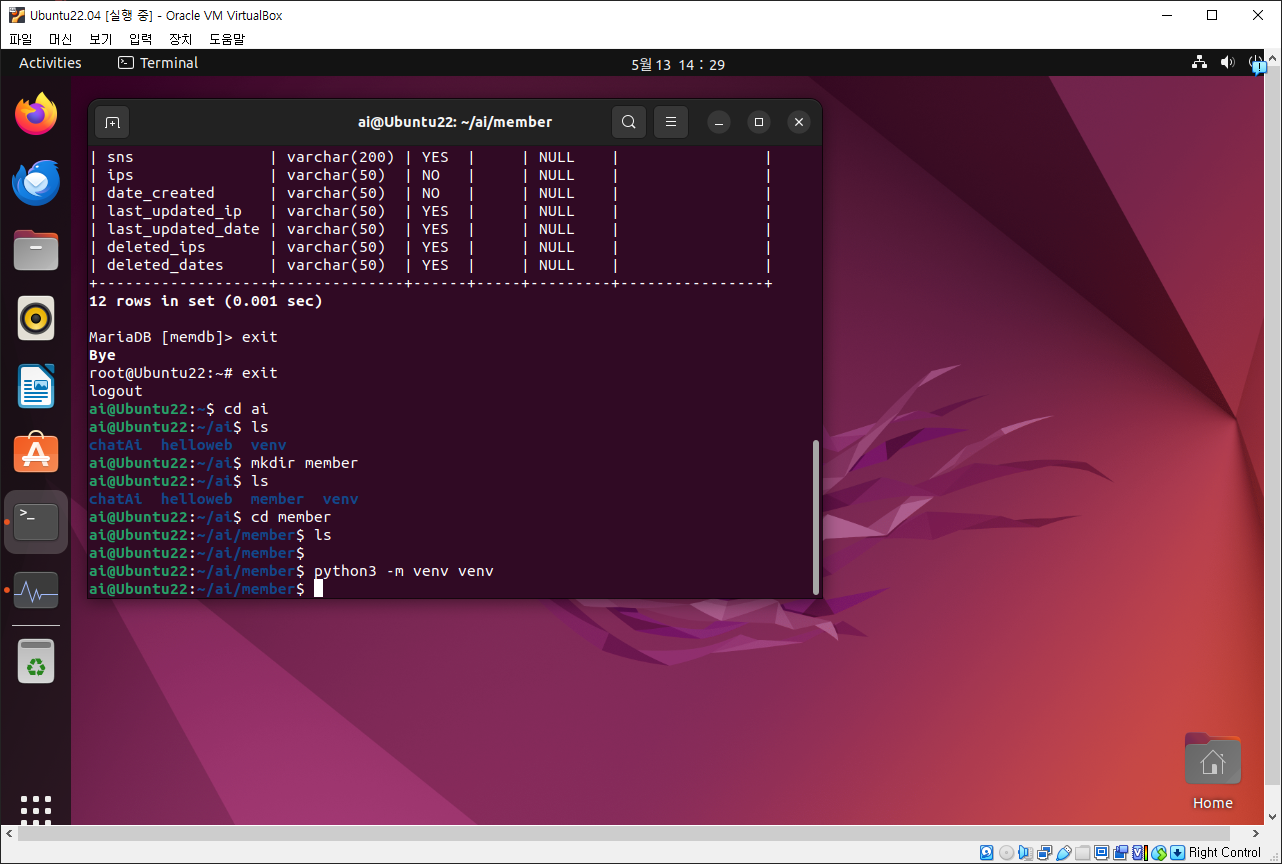 Ubuntu22.04 [실행 중] - Oracle VM VirtualBox
파일 머신 보기 입력 장치 도움말
Activities Terminal 5월 13 14 : 29
ai@Ubuntu22: ~/ai/member
| sns | varchar(200) | YES | | NULL | |
| ips | varchar(50) | NO | | NULL | |
| date_created | varchar(50) | NO | | NULL | |
| last_updated_ip | varchar(50) | YES | | NULL | |
| last_updated_date | varchar(50) | YES | | NULL | |
| deleted_ips | varchar(50) | YES | | NULL | |
| deleted_dates | varchar(50) | YES | | NULL | |
+-------------------+--------------+------+-----+---------+----------------+
12 rows in set (0.001 sec)
MariaDB [memdb]> exit
Bye
root@Ubuntu22:~# exit
logout
ai@Ubuntu22:~$ cd ai
ai@Ubuntu22:~/ai$ ls
chatAi helloweb venv
ai@Ubuntu22:~/ai$ mkdir member
ai@Ubuntu22:~/ai$ ls
chatAi helloweb member venv
ai@Ubuntu22:~/ai$ cd member
ai@Ubuntu22:~/ai/member$ ls
ai@Ubuntu22:~/ai/member$
ai@Ubuntu22:~/ai/member$ python3 -m venv venv
ai@Ubuntu22:~/ai/member$
Home
Right Control